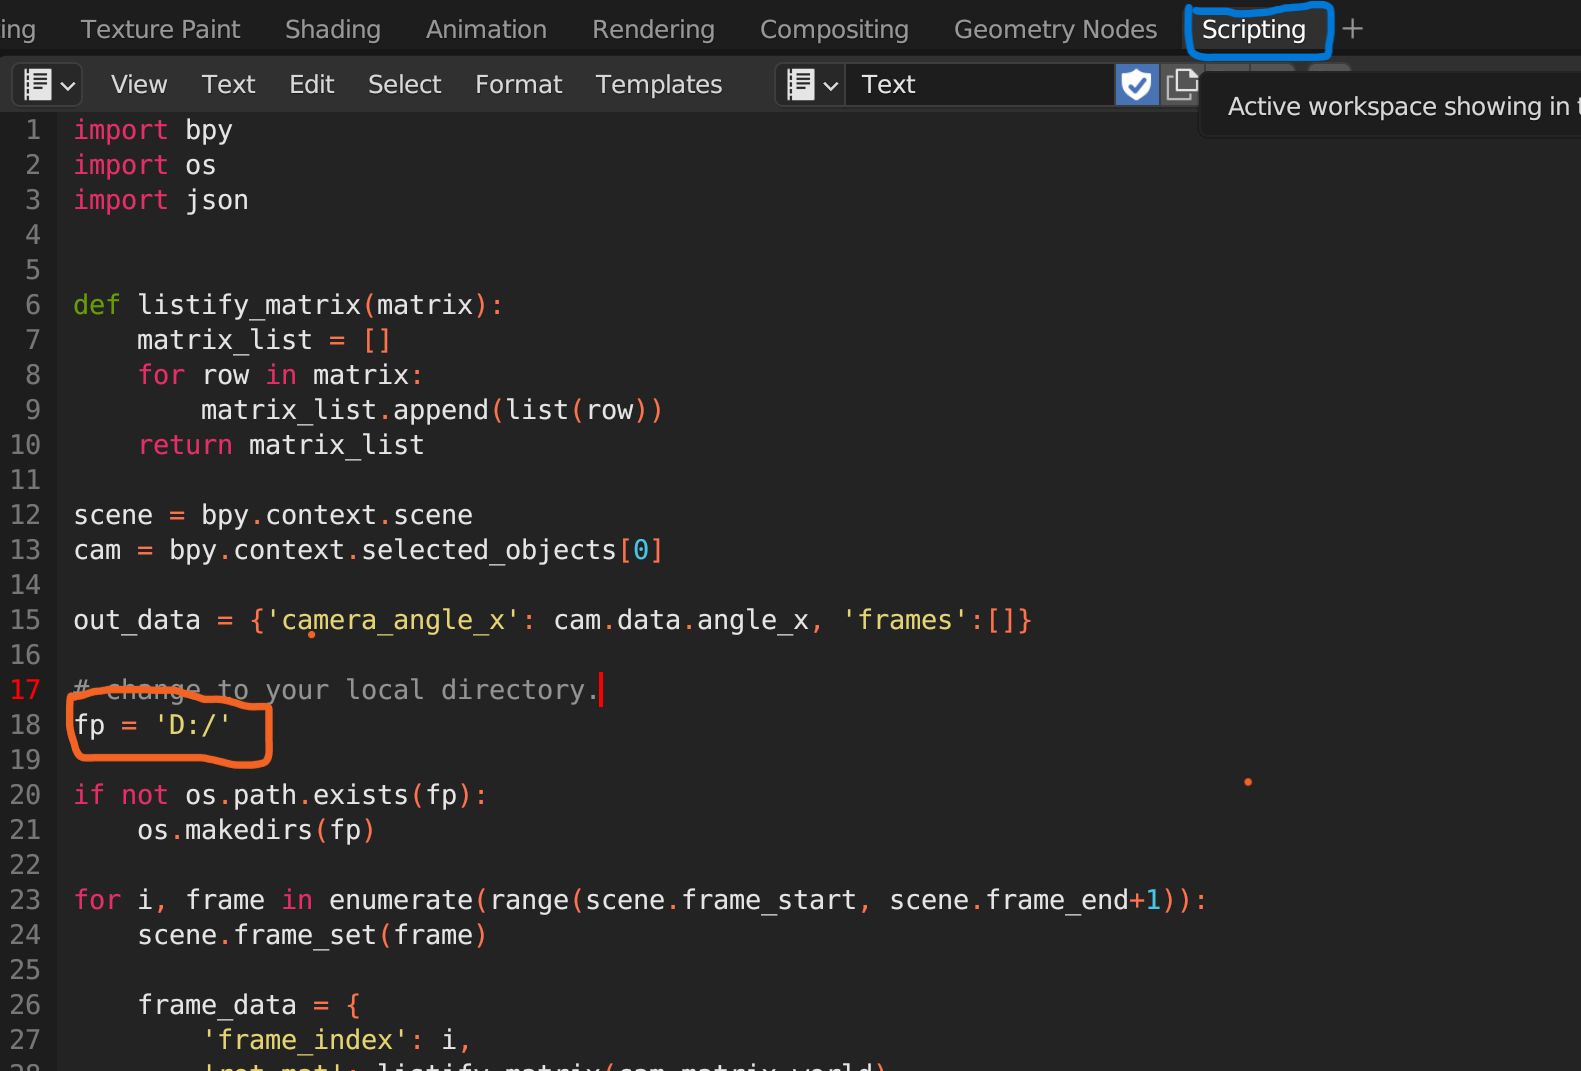 ing Texture Paint Shading Animation Rendering Compositing Geometry Nodes Scripting +
View Text Edit Select Format Templates Text
Active workspace showing in
1 import bpy
2 import os
3 import json
4
5
6 def listify_matrix(matrix):
7     matrix_list = []
8     for row in matrix:
9         matrix_list.append(list(row))
10     return matrix_list
11
12 scene = bpy.context.scene
13 cam = bpy.context.selected_objects[0]
14
15 out_data = {'camera_angle_x': cam.data.angle_x, 'frames':[]}
16
17 # change to your local directory.
18 fp = 'D:/'
19
20 if not os.path.exists(fp):
21     os.makedirs(fp)
22
23 for i, frame in enumerate(range(scene.frame_start, scene.frame_end+1)):
24     scene.frame_set(frame)
25
26     frame_data = {
27         'frame_index': i,
28         'rot_mat': listify_matrix(cam.matrix_world)